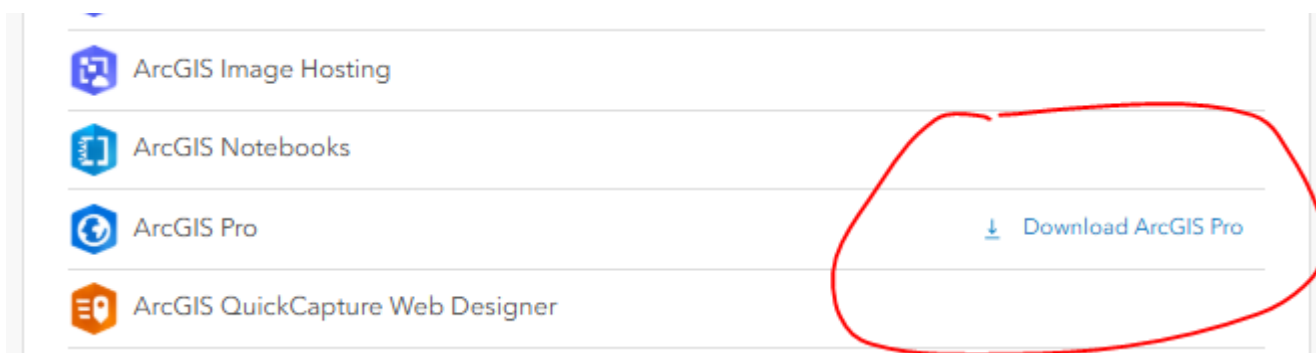 ArcGIS Image Hosting
ArcGIS Notebooks
ArcGIS Pro Download ArcGIS Pro
ArcGIS QuickCapture Web Designer